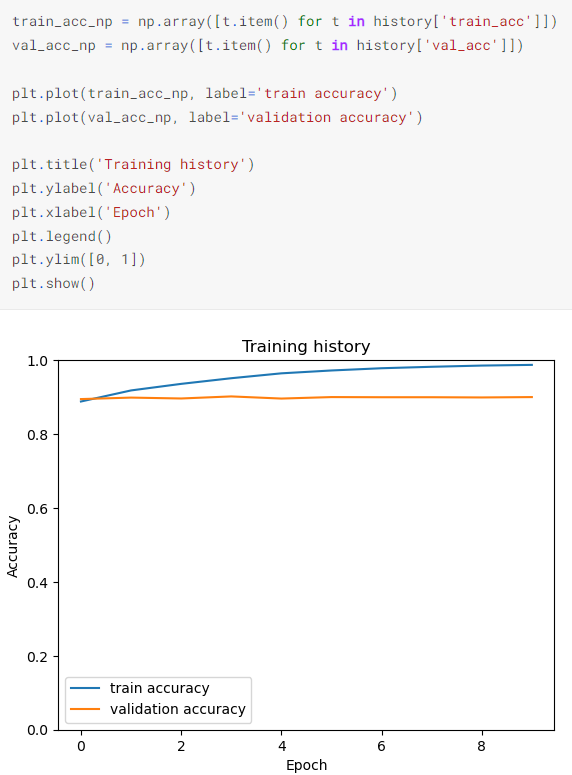 train_acc_np = np.array([t.item() for t in history['train_acc']])
val_acc_np = np.array([t.item() for t in history['val_acc']])
plt.plot(train_acc_np, label='train accuracy')
plt.plot(val_acc_np, label='validation accuracy')
plt.title('Training history')
plt.ylabel('Accuracy')
plt.xlabel('Epoch')
plt.legend()
plt.ylim([0, 1])
plt.show()
Training history
1.0
0.8
0.6
0.4
0.2
0.0
Accuracy
train accuracy
validation accuracy
0 2 4 6 8
Epoch